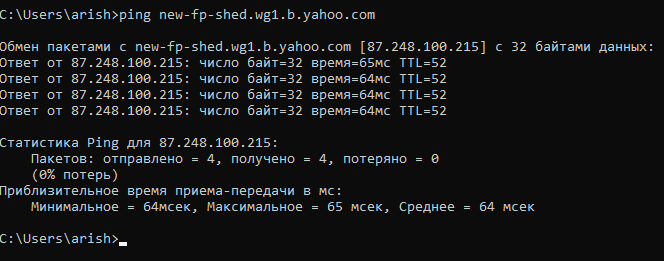 C:\Users\arish>ping new-fp-shed.wg1.b.yahoo.com
Обмен пакетами с new-fp-shed.wg1.b.yahoo.com [87.248.100.215] с 32 байтами данных:
Ответ от 87.248.100.215: число байт=32 время=65мс TTL=52
Ответ от 87.248.100.215: число байт=32 время=64мс TTL=52
Ответ от 87.248.100.215: число байт=32 время=64мс TTL=52
Ответ от 87.248.100.215: число байт=32 время=64мс TTL=52
Статистика Ping для 87.248.100.215:
    Пакетов: отправлено = 4, получено = 4, потеряно = 0
    (0% потерь)
Приблизительное время приема-передачи в мс:
    Минимальное = 64мсек, Максимальное = 65 мсек, Среднее = 64 мсек
C:\Users\arish>